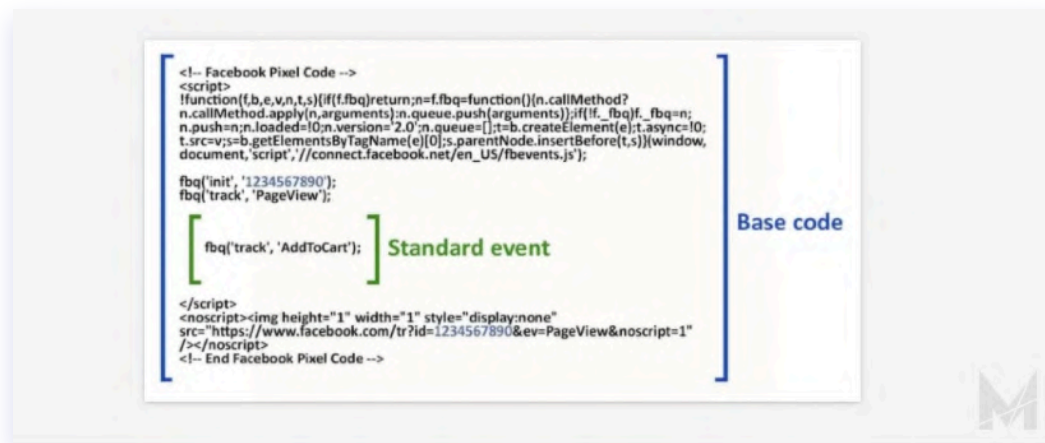 <!-- Facebook Pixel Code -->
<script>
!function(f,b,e,v,n,t,s){if(f.fbq)return;n=f.fbq=function(){n.callMethod?
n.callMethod.apply(n,arguments):n.queue.push(arguments)};if(!f._fbq)f._fbq=n;
n.push=n;n.loaded=!0;n.version='2.0';n.queue=[];t=b.createElement(e);t.async=!0;
t.src=v;s=b.getElementsByTagName(e)[0];s.parentNode.insertBefore(t,s)}(window,
document,'script','//connect.facebook.net/en_US/fbevents.js');
fbq('init', '1234567890');
fbq('track', 'PageView');
fbq('track', 'AddToCart');
Standard event
Base code
</script>
<noscript><img height="1" width="1" style="display:none"
src="https://www.facebook.com/tr?id=1234567890&ev=PageView&noscript=1"
/></noscript>
<!-- End Facebook Pixel Code -->
M